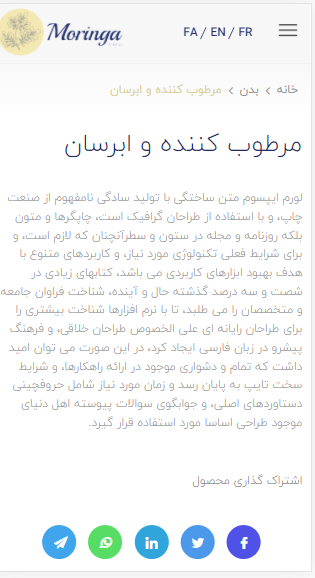 Moringa
FA / EN / FR
خانه > بدن > مرطوب کننده و ابرسان
مرطوب کننده و ابرسان
لورم ایپسوم متن ساختگی با تولید سادگی نامفهوم از صنعت
چاپ، و با استفاده از طراحان گرافیک است، چاپگرها و متون
بلکه روزنامه و مجله در ستون و سطرآنچنان که لازم است، و
برای شرایط فعلی تکنولوژی مورد نیاز، و کاربردهای متنوع با
هدف بهبود ابزارهای کاربردی می باشد، کتابهای زیادی در
شصت و سه درصد گذشته حال و آینده، شناخت فراوان جامعه
و متخصصان را می طلبد، تا با نرم افزارها شناخت بیشتری را
برای طراحان رایانه ای علی الخصوص طراحان خلاقی، و فرهنگ
پیشرو در زبان فارسی ایجاد کرد، در این صورت می توان امید
داشت که تمام و دشواری موجود در ارائه راهکارها، و شرایط
سخت تایپ به پایان رسد و زمان مورد نیاز شامل حروفچینی
دستاوردهای اصلی، و جوابگوی سوالات پیوسته اهل دنیای
موجود طراحی اساسا مورد استفاده قرار گیرد.
اشتراک گذاری محصول